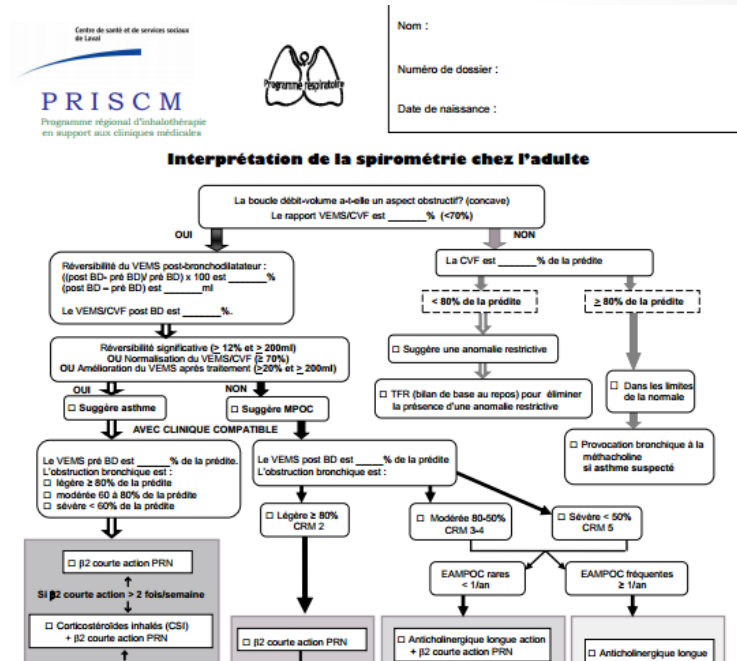 Centre de santé et de services sociaux
de Laval
PRISCM
Programme régional d'inhalothérapie
en support aux cliniques médicales
Programme respiratoire
Nom :
Numéro de dossier :
Date de naissance :
Interprétation de la spirométrie chez l'adulte
La boucle débit-volume a-t-elle un aspect obstructif? (concave)
Le rapport VEMS/CVF est ______% (<70%)
OUI
NON
Réversibilité du VEMS post-bronchodilatateur :
((post BD- pré BD)/ pré BD) x 100 est ______%
(post BD – pré BD) est ______ml
Le VEMS/CVF post BD est ______%.
La CVF est ______% de la prédite
< 80% de la prédite
≥ 80% de la prédite
Réversibilité significative (≥ 12% et ≥ 200ml)
OU Normalisation du VEMS/CVF (≥ 70%)
OU Amélioration du VEMS après traitement (≥20% et ≥ 200ml)
□ Suggère une anomalie restrictive
OUI
NON
□ Suggère asthme
□ Suggère MPOC
□ TFR (bilan de base au repos) pour éliminer
la présence d'une anomalie restrictive
□ Dans les limites
de la normale
AVEC CLINIQUE COMPATIBLE
□ Provocation bronchique à la
méthacholine
si asthme suspecté
Le VEMS pré BD est _____% de la prédite.
L'obstruction bronchique est :
□ légère ≥ 80% de la prédite
□ modérée 60 à 80% de la prédite
□ sévère < 60% de la prédite
Le VEMS post BD est _____% de la prédite
L'obstruction bronchique est :
□ Légère ≥ 80%
CRM 2
□ Modérée 80-50%
CRM 3-4
□ Sévère < 50%
CRM 5
□ β2 courte action PRN
Si β2 courte action > 2 fois/semaine
□ Corticostéroïdes inhalés (CSI)
+ β2 courte action PRN
EAMPOC rares
< 1/an
EAMPOC fréquentes
≥ 1/an
□ β2 courte action PRN
□ Anticholinergique longue action
+ β2 courte action PRN
□ Anticholinergique longue